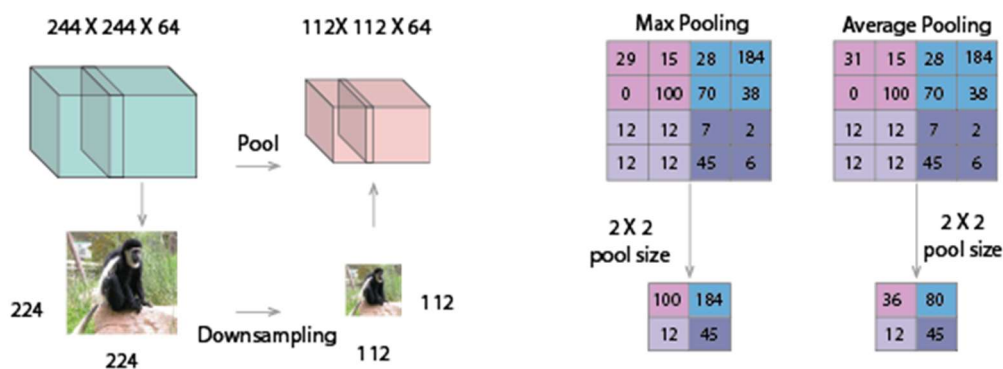 244 X 244 X 64
112X 112 X 64
Pool
224
224
Downsampling
112
112
Max Pooling
29 15 28 184
0 100 70 38
12 12 7 2
12 12 45 6
2 X 2
pool size
100 184
12 45
Average Pooling
31 15 28 184
0 100 70 38
12 12 7 2
12 12 45 6
2 X 2
pool size
36 80
12 45